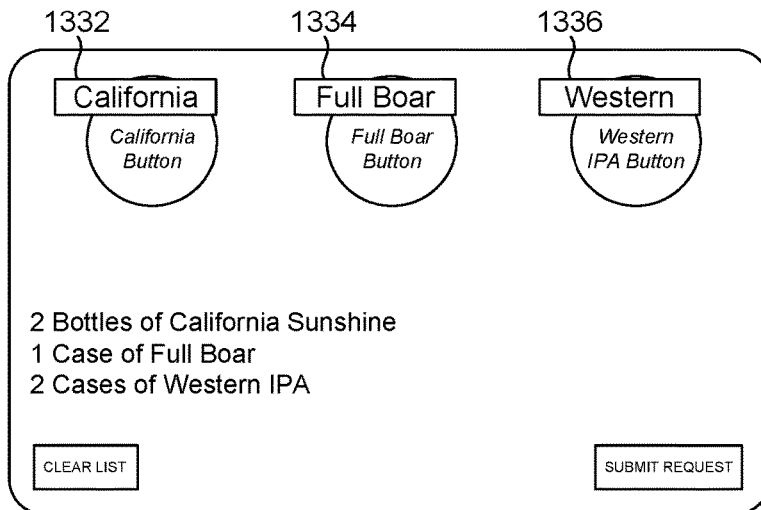 1332 1334 1336
California Full Boar Western
California Full Boar Western
Button Button IPA Button
2 Bottles of California Sunshine
1 Case of Full Boar
2 Cases of Western IPA
CLEAR LIST SUBMIT REQUEST